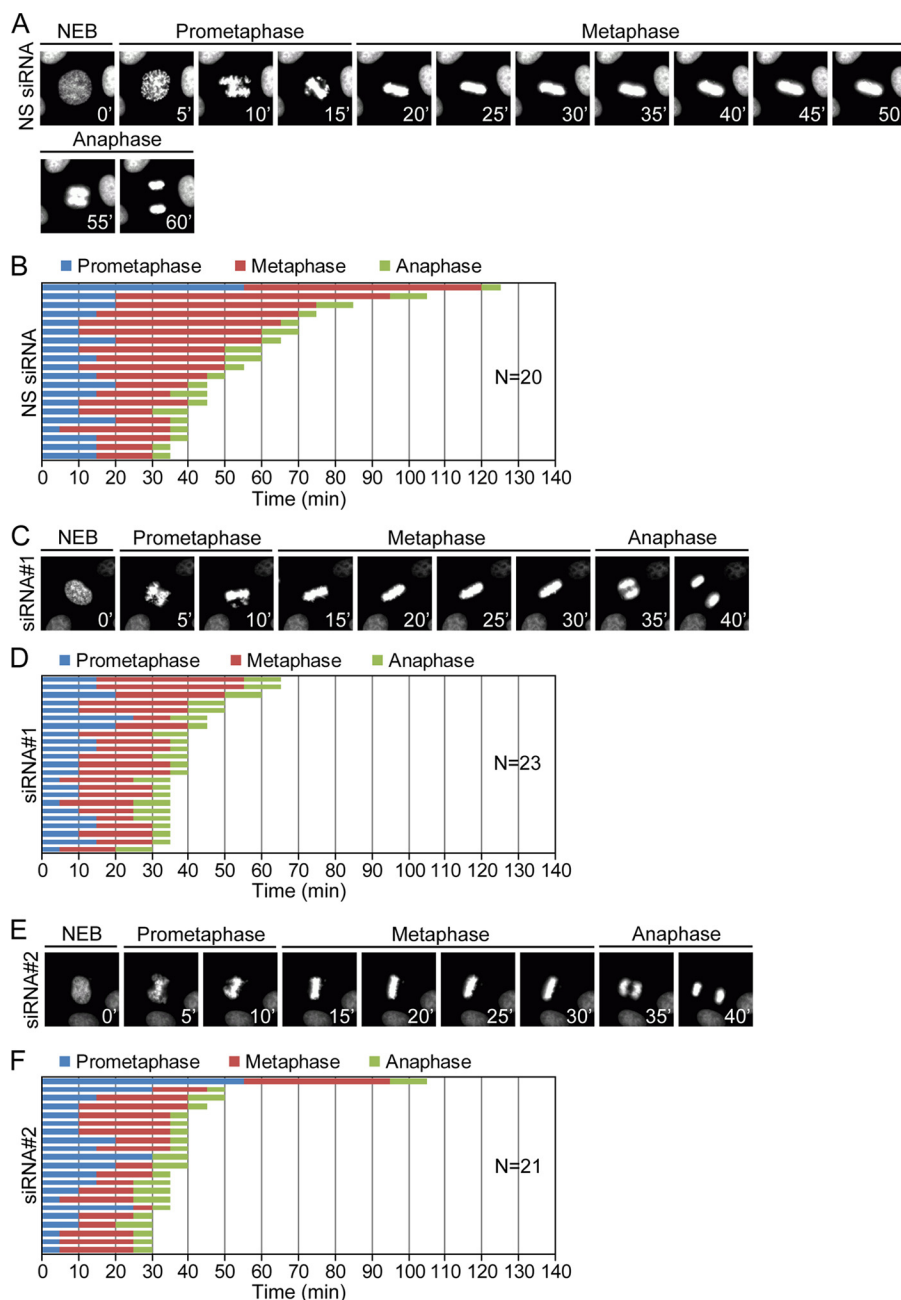 A
NEB Prometaphase Metaphase
NS siRNA
0’ 5’ 10’ 15’ 20’ 25’ 30’ 35’ 40’ 45’ 50’
Anaphase
55’ 60’
B
Prometaphase Metaphase Anaphase
NS siRNA
N=20
0 10 20 30 40 50 60 70 80 90 100 110 120 130 140
Time (min)
C
NEB Prometaphase Metaphase Anaphase
siRNA#1
0’ 5’ 10’ 15’ 20’ 25’ 30’ 35’ 40’
D
Prometaphase Metaphase Anaphase
siRNA#1
N=23
0 10 20 30 40 50 60 70 80 90 100 110 120 130 140
Time (min)
E
NEB Prometaphase Metaphase Anaphase
siRNA#2
0’ 5’ 10’ 15’ 20’ 25’ 30’ 35’ 40’
F
Prometaphase Metaphase Anaphase
siRNA#2
N=21
0 10 20 30 40 50 60 70 80 90 100 110 120 130 140
Time (min)